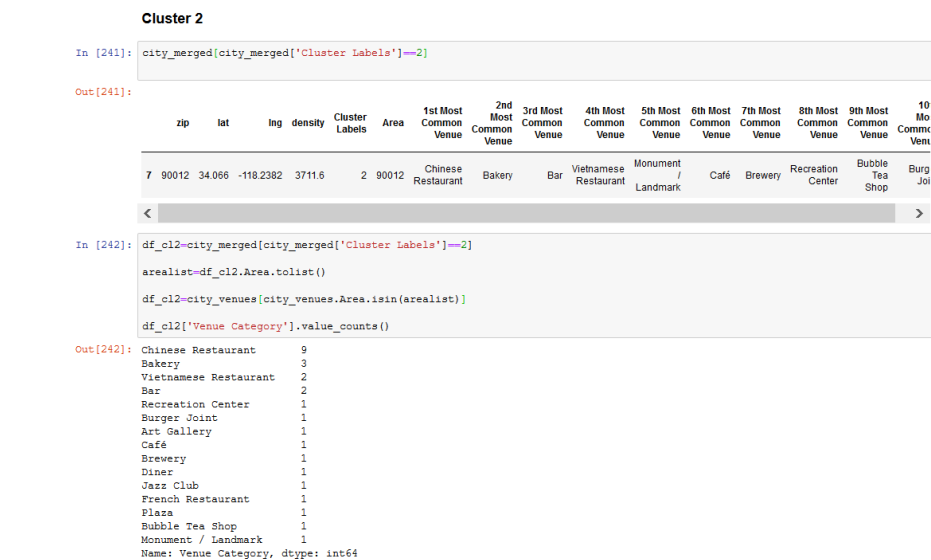 Cluster 2
In [241]: city_merged[city_merged['Cluster Labels']==2]
Out[241]:
zip lat lng density Cluster Labels Area 1st Most Common Venue 2nd Most Common Venue 3rd Most Common Venue 4th Most Common Venue 5th Most Common Venue 6th Most Common Venue 7th Most Common Venue 8th Most Common Venue 9th Most Common Venue
7 90012 34.066 -118.2382 3711.6 2 90012 Chinese Restaurant Bakery Bar Vietnamese Restaurant Monument / Landmark Café Brewery Recreation Center Bubble Tea Shop
In [242]: df_cl2=city_merged[city_merged['Cluster Labels']==2]
arealist=df_cl2.Area.tolist()
df_cl2=city_venues[city_venues.Area.isin(arealist)]
df_cl2['Venue Category'].value_counts()
Out[242]: Chinese Restaurant 9
Bakery 3
Vietnamese Restaurant 2
Bar 2
Recreation Center 1
Burger Joint 1
Art Gallery 1
Café 1
Brewery 1
Diner 1
Jazz Club 1
French Restaurant 1
Plaza 1
Bubble Tea Shop 1
Monument / Landmark 1
Name: Venue Category, dtype: int64